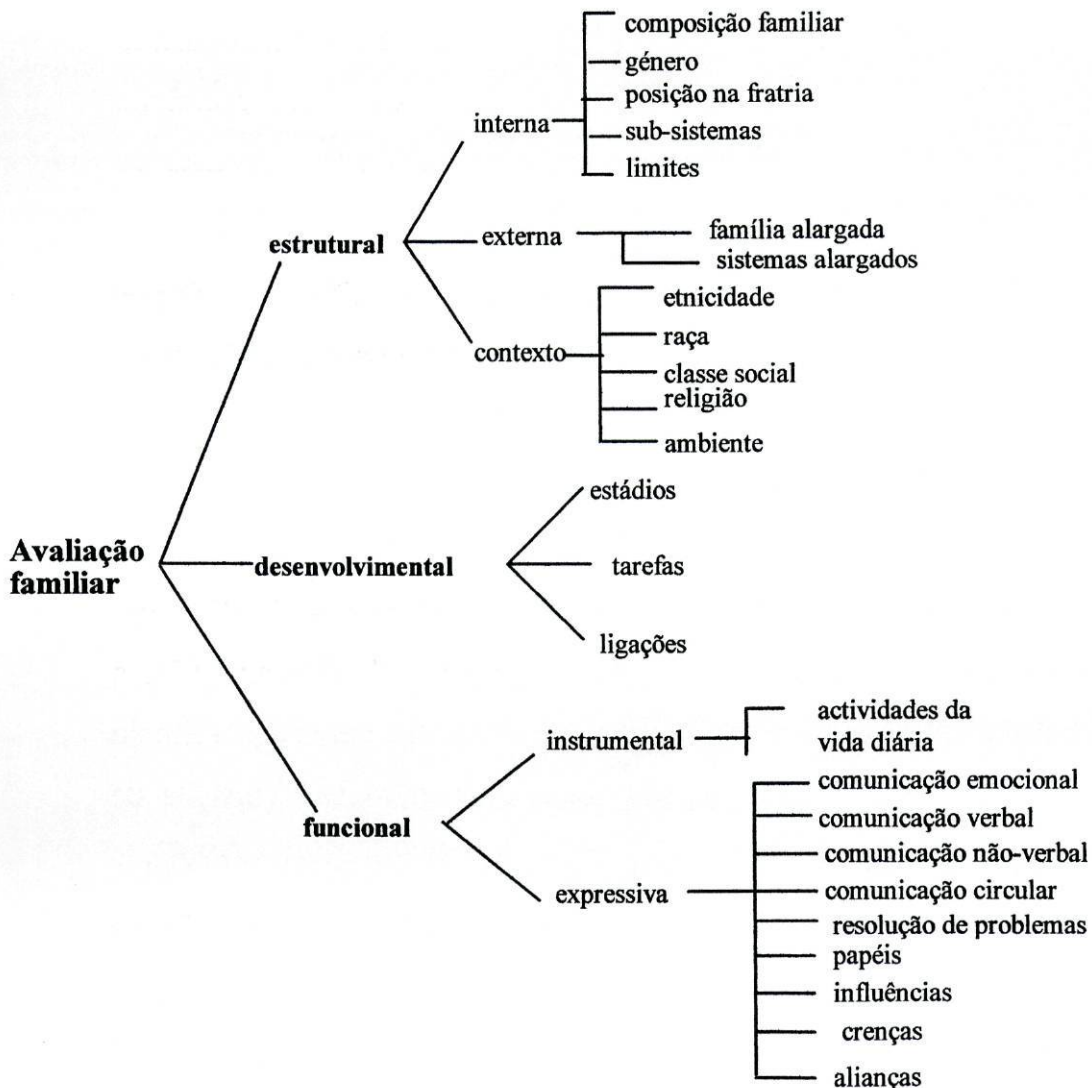 composição familiar
género
posição na fratria
interna
sub-sistemas
limites
estrutural
externa
família alargada
sistemas alargados
etnicidade
raça
contexto
classe social
religião
ambiente
estádios
Avaliação
familiar
desenvolvimental
tarefas
ligações
actividades da
instrumental
vida diária
comunicação emocional
funcional
comunicação verbal
comunicação não-verbal
expressiva
comunicação circular
resolução de problemas
papéis
influências
crenças
alianças